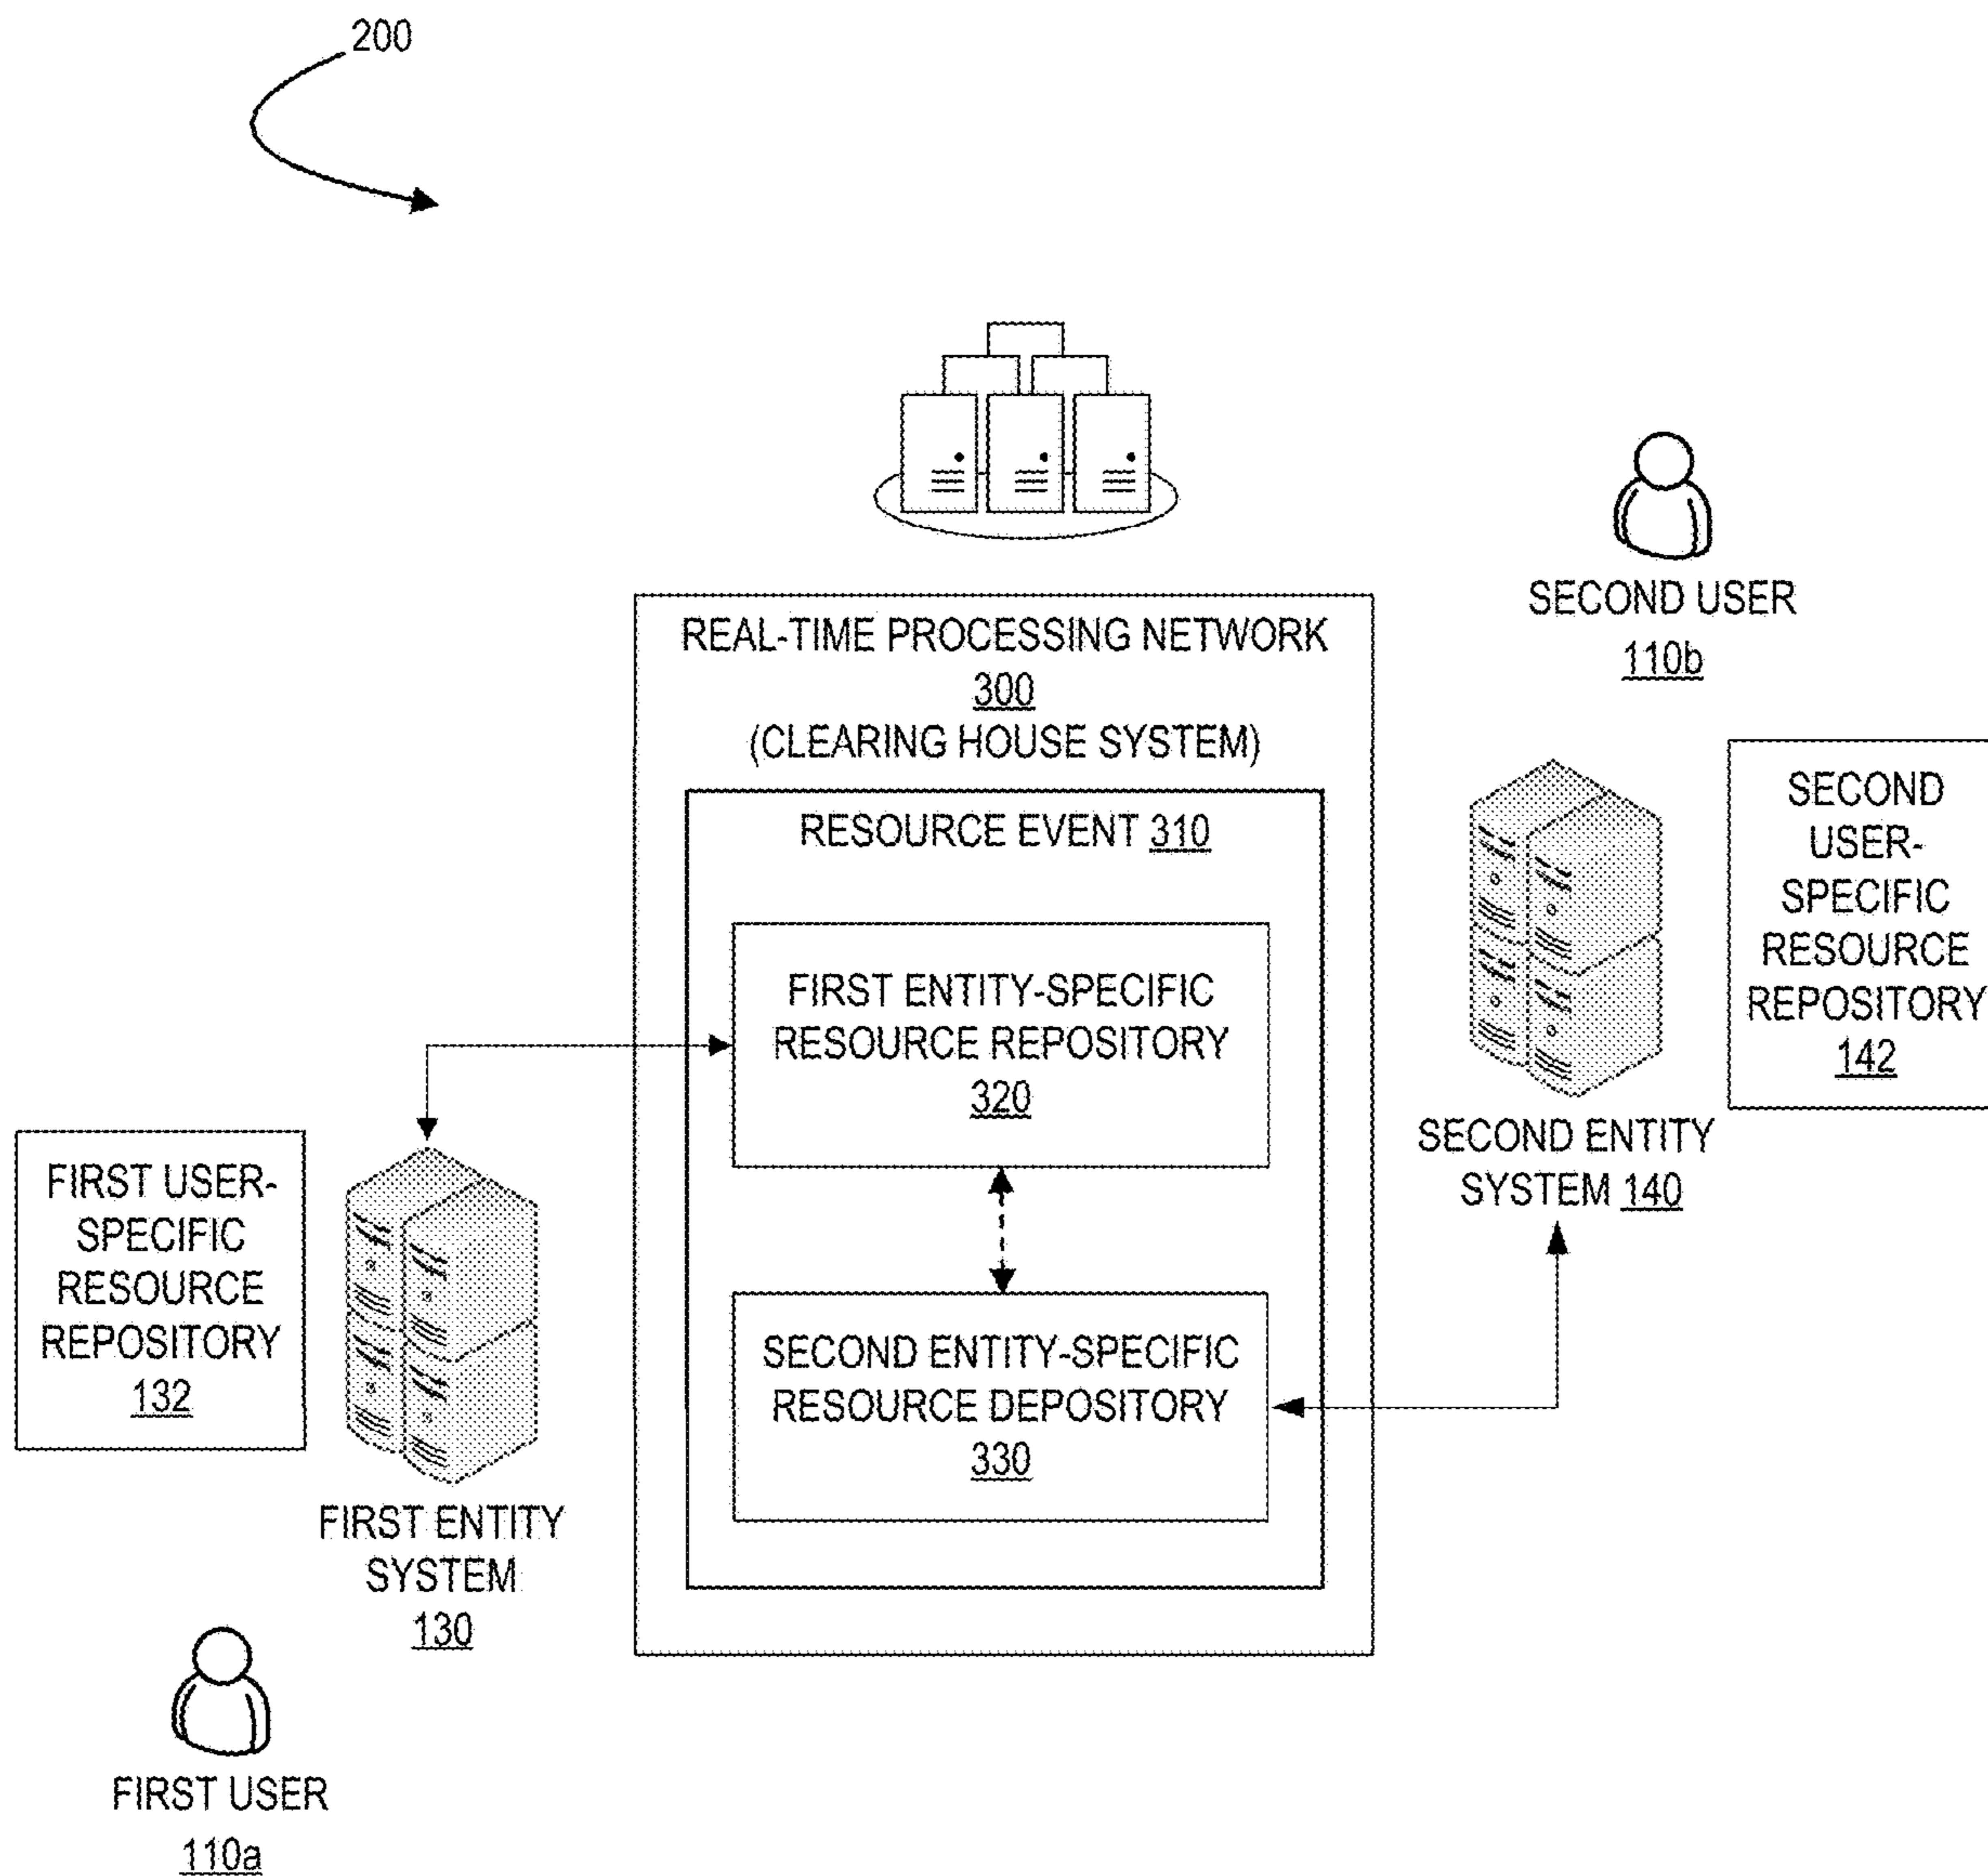 200
SECOND USER
110b
REAL-TIME PROCESSING NETWORK
300
(CLEARING HOUSE SYSTEM)
RESOURCE EVENT 310
FIRST ENTITY-SPECIFIC
RESOURCE REPOSITORY
320
SECOND ENTITY-SPECIFIC
RESOURCE DEPOSITORY
330
SECOND
USER-
SPECIFIC
RESOURCE
REPOSITORY
142
SECOND ENTITY
SYSTEM 140
FIRST USER-
SPECIFIC
RESOURCE
REPOSITORY
132
FIRST ENTITY
SYSTEM
130
FIRST USER
110a